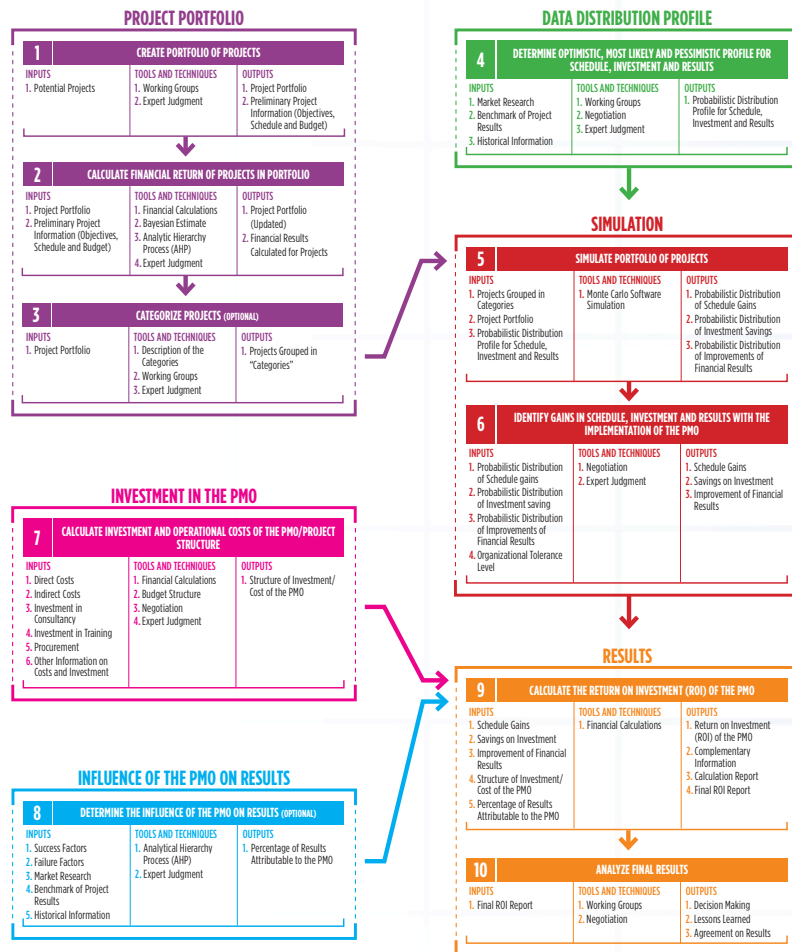 PROJECT PORTFOLIO
1
CREATE PORTFOLIO OF PROJECTS
INPUTS
1. Potential Projects
TOOLS AND TECHNIQUES
1. Working Groups
2. Expert Judgment
OUTPUTS
1. Project Portfolio
2. Preliminary Project
Information (Objectives,
Schedule and Budget)
2
CALCULATE FINANCIAL RETURN OF PROJECTS IN PORTFOLIO
INPUTS
1. Project Portfolio
2. Preliminary Project
Information (Objectives,
Schedule and Budget)
TOOLS AND TECHNIQUES
1. Financial Calculations
2. Bayesian Estimate
3. Analytic Hierarchy
Process (AHP)
4. Expert Judgment
OUTPUTS
1. Project Portfolio
(Updated)
2. Financial Results
Calculated for Projects
3
CATEGORIZE PROJECTS (OPTIONAL)
INPUTS
1. Project Portfolio
TOOLS AND TECHNIQUES
1. Description of the
Categories
2. Working Groups
3. Expert Judgment
OUTPUTS
1. Projects Grouped in
“Categories”
DATA DISTRIBUTION PROFILE
4
DETERMINE OPTIMISTIC, MOST LIKELY AND PESSIMISTIC PROFILE FOR
SCHEDULE, INVESTMENT AND RESULTS
INPUTS
1. Market Research
2. Benchmark of Project
Results
3. Historical Information
TOOLS AND TECHNIQUES
1. Working Groups
2. Negotiation
3. Expert Judgment
OUTPUTS
1. Probabilistic Distribution
Profile for Schedule,
Investment and Results
SIMULATION
5
SIMULATE PORTFOLIO OF PROJECTS
INPUTS
1. Projects Grouped in
Categories
2. Project Portfolio
3. Probabilistic Distribution
Profile for Schedule,
Investment and Results
TOOLS AND TECHNIQUES
1. Monte Carlo Software
Simulation
OUTPUTS
1. Probabilistic Distribution
of Schedule Gains
2. Probabilistic Distribution
of Investment Savings
3. Probabilistic Distribution
of Improvements of
Financial Results
6
IDENTIFY GAINS IN SCHEDULE, INVESTMENT AND RESULTS WITH THE
IMPLEMENTATION OF THE PMO
INPUTS
1. Probabilistic Distribution
of Schedule gains
2. Probabilistic Distribution
of Investment saving
3. Probabilistic Distribution
of Improvements of
Financial Results
4. Organizational Tolerance
Level
TOOLS AND TECHNIQUES
1. Negotiation
2. Expert Judgment
OUTPUTS
1. Schedule Gains
2. Savings on Investment
3. Improvement of Financial
Results
INVESTMENT IN THE PMO
7
CALCULATE INVESTMENT AND OPERATIONAL COSTS OF THE PMO/PROJECT
STRUCTURE
INPUTS
1. Direct Costs
2. Indirect Costs
3. Investment in
Consultancy
4. Investment in Training
5. Procurement
6. Other Information on
Costs and Investment
TOOLS AND TECHNIQUES
1. Financial Calculations
2. Budget Structure
3. Negotiation
4. Expert Judgment
OUTPUTS
1. Structure of Investment/
Cost of the PMO
INFLUENCE OF THE PMO ON RESULTS
8
DETERMINE THE INFLUENCE OF THE PMO ON RESULTS (OPTIONAL)
INPUTS
1. Success Factors
2. Failure Factors
3. Market Research
4. Benchmark of Project
Results
5. Historical Information
TOOLS AND TECHNIQUES
1. Analytical Hierarchy
Process (AHP)
2. Expert Judgment
OUTPUTS
1. Percentage of Results
Attributable to the PMO
RESULTS
9
CALCULATE THE RETURN ON INVESTMENT (ROI) OF THE PMO
INPUTS
1. Schedule Gains
2. Savings on Investment
3. Improvement of Financial
Results
4. Structure of Investment/
Cost of the PMO
5. Percentage of Results
Attributable to the PMO
TOOLS AND TECHNIQUES
1. Financial Calculations
OUTPUTS
1. Return on Investment
(ROI) of the PMO
2. Complementary
Information
3. Calculation Report
4. Final ROI Report
10
ANALYZE FINAL RESULTS
INPUTS
1. Final ROI Report
TOOLS AND TECHNIQUES
1. Working Groups
2. Negotiation
OUTPUTS
1. Decision Making
2. Lessons Learned
3. Agreement on Results